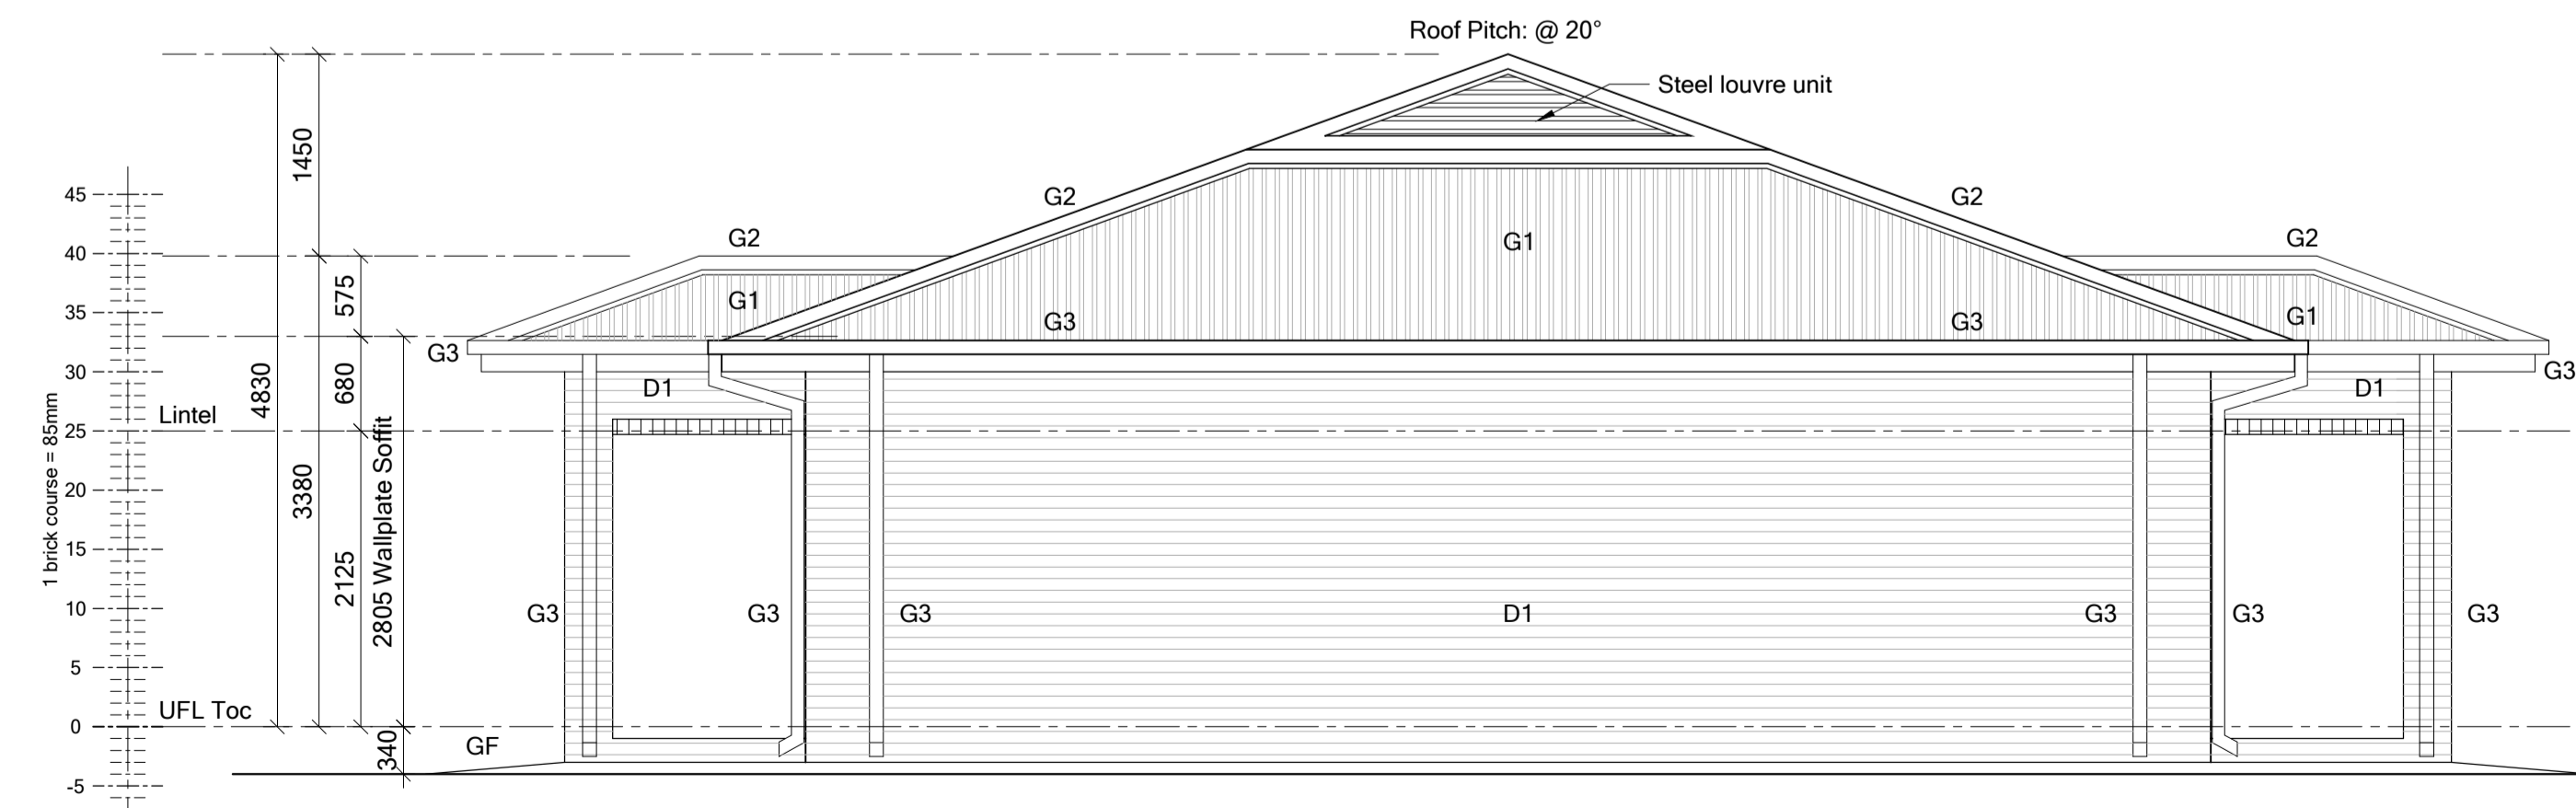 Roof Pitch: @ 20°
Steel louvre unit
1450
45
G2
G2
G2
G2
40
G1
575
G1
35
G1
G3
G3
G3
30
4830
680
D1
D1
G3
Lintel
25
1 brick course = 85mm
3380
2805 Wallplate Soffit
20
15
2125
10
G3
G3
G3
D1
G3
G3
G3
5
UFL Toc
0
GF
340
-5